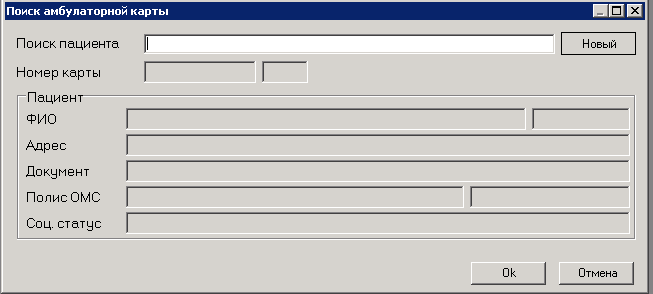 Поиск амбулаторной карты
Поиск пациента Новый
Номер карты
Пациент
ФИО
Адрес
Документ
Полис ОМС
Соц. статус
Ok Отмена